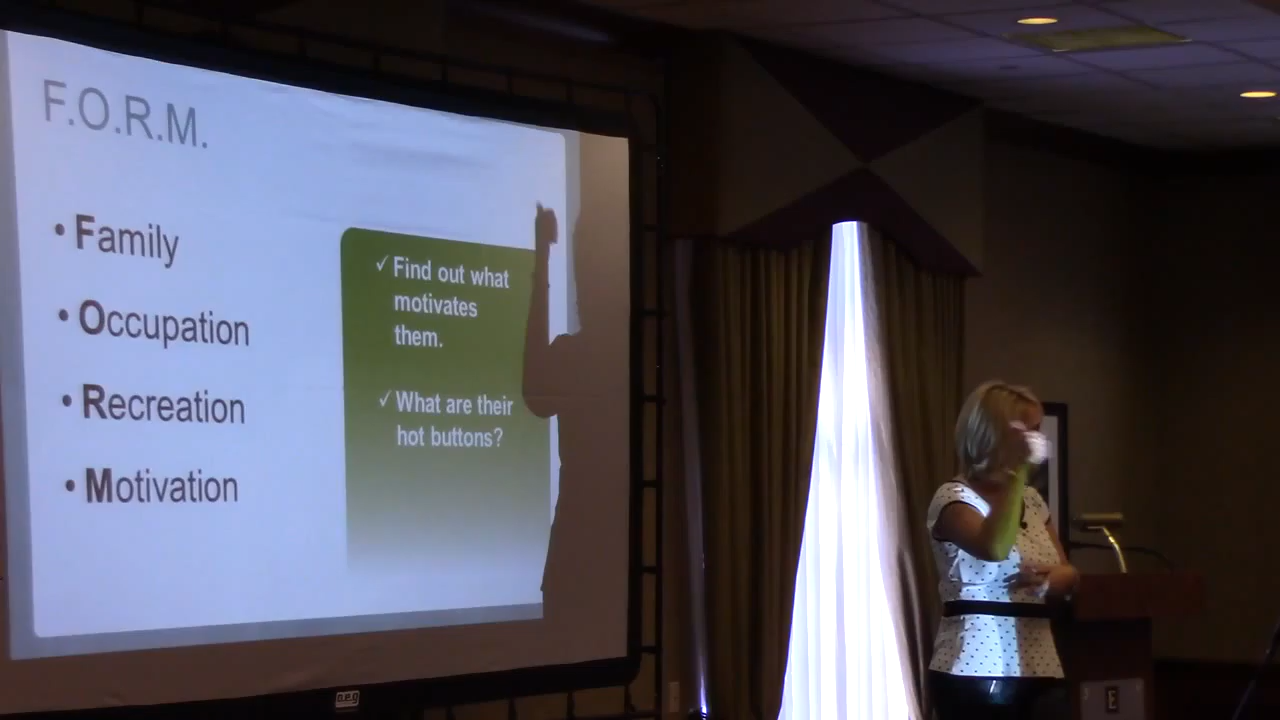 F.O.R.M.
• Family
• Occupation
• Recreation
• Motivation
✓ Find out what
motivates
them.
✓ What are their
hot buttons?
E